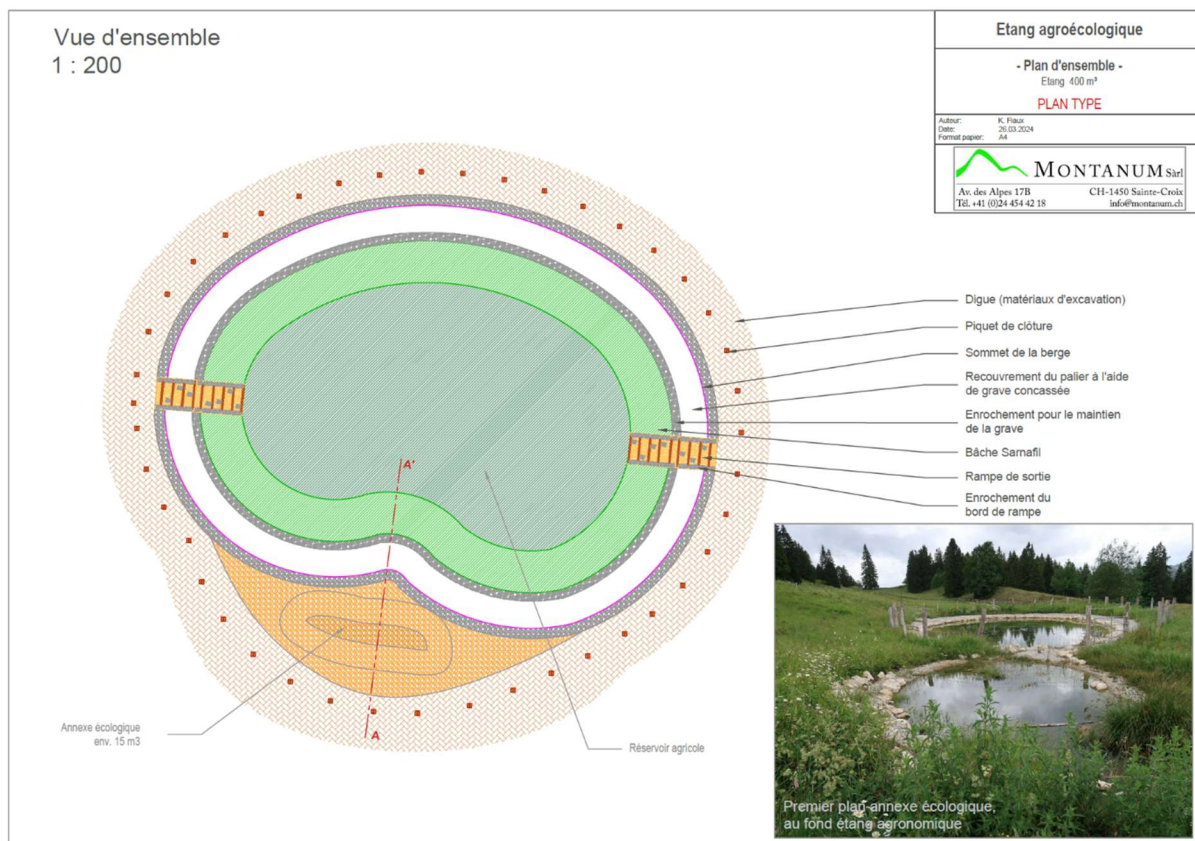 Vue d'ensemble
1 : 200
Etang agroécologique
- Plan d'ensemble -
Etang 400 m³
PLAN TYPE
Auteur: K. Fiaux
Date: 26.03.2024
Format papier: A4
MONTANUM Sàrl
Av. des Alpes 17B CH-1450 Sainte-Croix
Tél. +41 (0)24 454 42 18 info@montanum.ch
Digue (matériaux d'excavation)
Piquet de clôture
Sommet de la berge
Recouvrement du palier à l'aide
de grave concassée
Enrochement pour le maintien
de la grave
Bâche Sarnafil
Rampe de sortie
Enrochement du
bord de rampe
A'
A
Annexe écologique
env. 15 m3
Réservoir agricole
Premier plan annexe écologique,
au fond étang agronomique